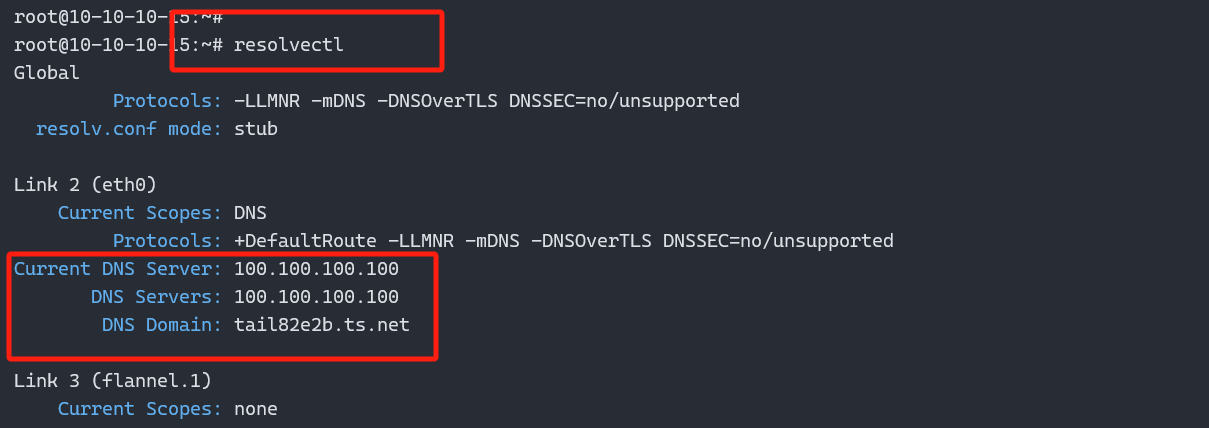 root@10-10-10-15:~#
root@10-10-10-15:~# resolvectl
Global
Protocols: -LLMNR -mDNS -DNSOverTLS DNSSEC=no/unsupported
resolv.conf mode: stub
Link 2 (eth0)
Current Scopes: DNS
Protocols: +DefaultRoute -LLMNR -mDNS -DNSOverTLS DNSSEC=no/unsupported
Current DNS Server: 100.100.100.100
DNS Servers: 100.100.100.100
DNS Domain: tail82e2b.ts.net
Link 3 (flannel.1)
Current Scopes: none